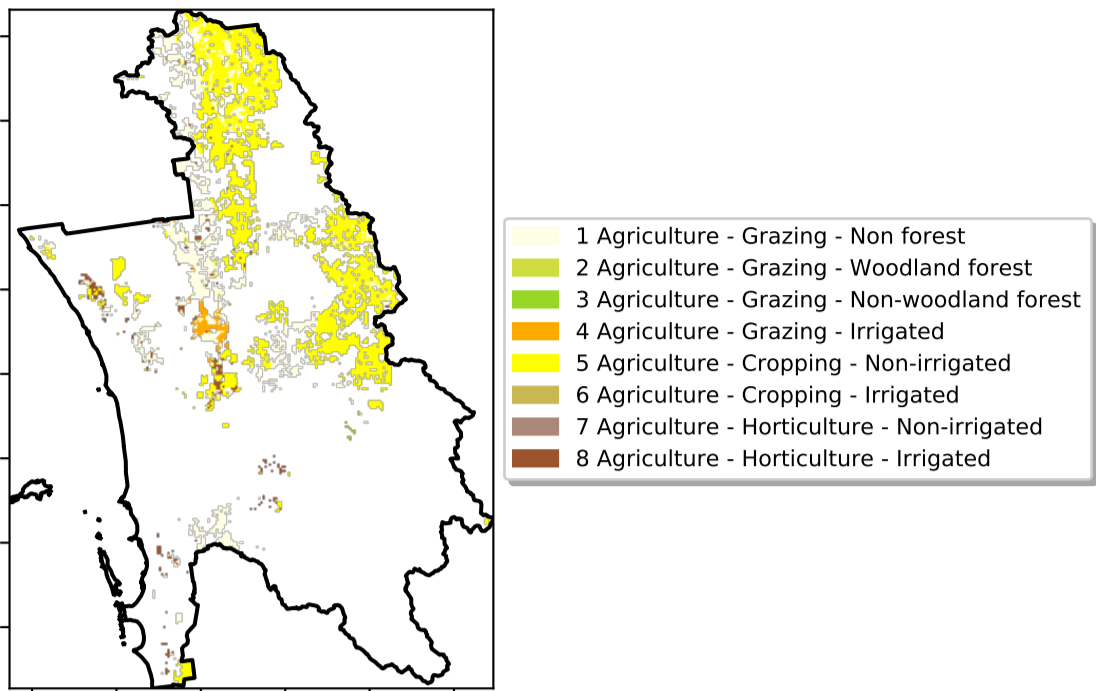 1 Agriculture - Grazing - Non forest
2 Agriculture - Grazing - Woodland forest
3 Agriculture - Grazing - Non-woodland forest
4 Agriculture - Grazing - Irrigated
5 Agriculture - Cropping - Non-irrigated
6 Agriculture - Cropping - Irrigated
7 Agriculture - Horticulture - Non-irrigated
8 Agriculture - Horticulture - Irrigated